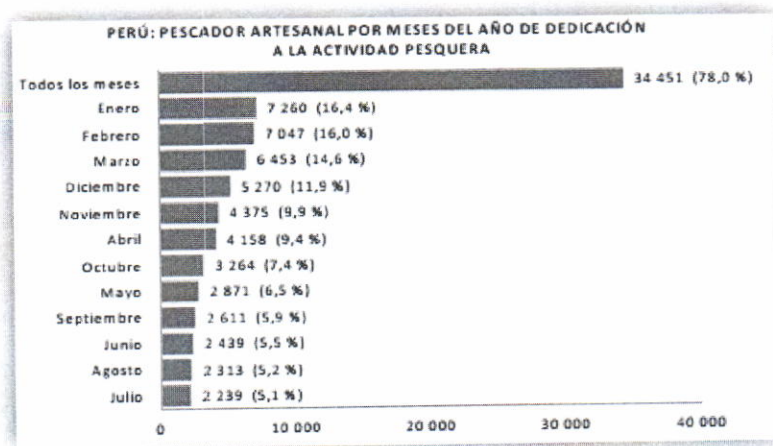 PERÚ: PESCADOR ARTESANAL POR MESES DEL AÑO DE DEDICACIÓN
A LA ACTIVIDAD PESQUERA
Todos los meses 34 451 (78,0 %)
Enero 7 260 (16,4 %)
Febrero 7 047 (16,0 %)
Marzo 6 453 (14,6 %)
Diciembre 5 270 (11,9 %)
Noviembre 4 375 (9,9 %)
Abril 4 158 (9,4 %)
Octubre 3 264 (7,4 %)
Mayo 2 871 (6,5 %)
Septiembre 2 611 (5,9 %)
Junio 2 439 (5,5 %)
Agosto 2 313 (5,2 %)
Julio 2 239 (5,1 %)
0 10 000 20 000 30 000 40 000